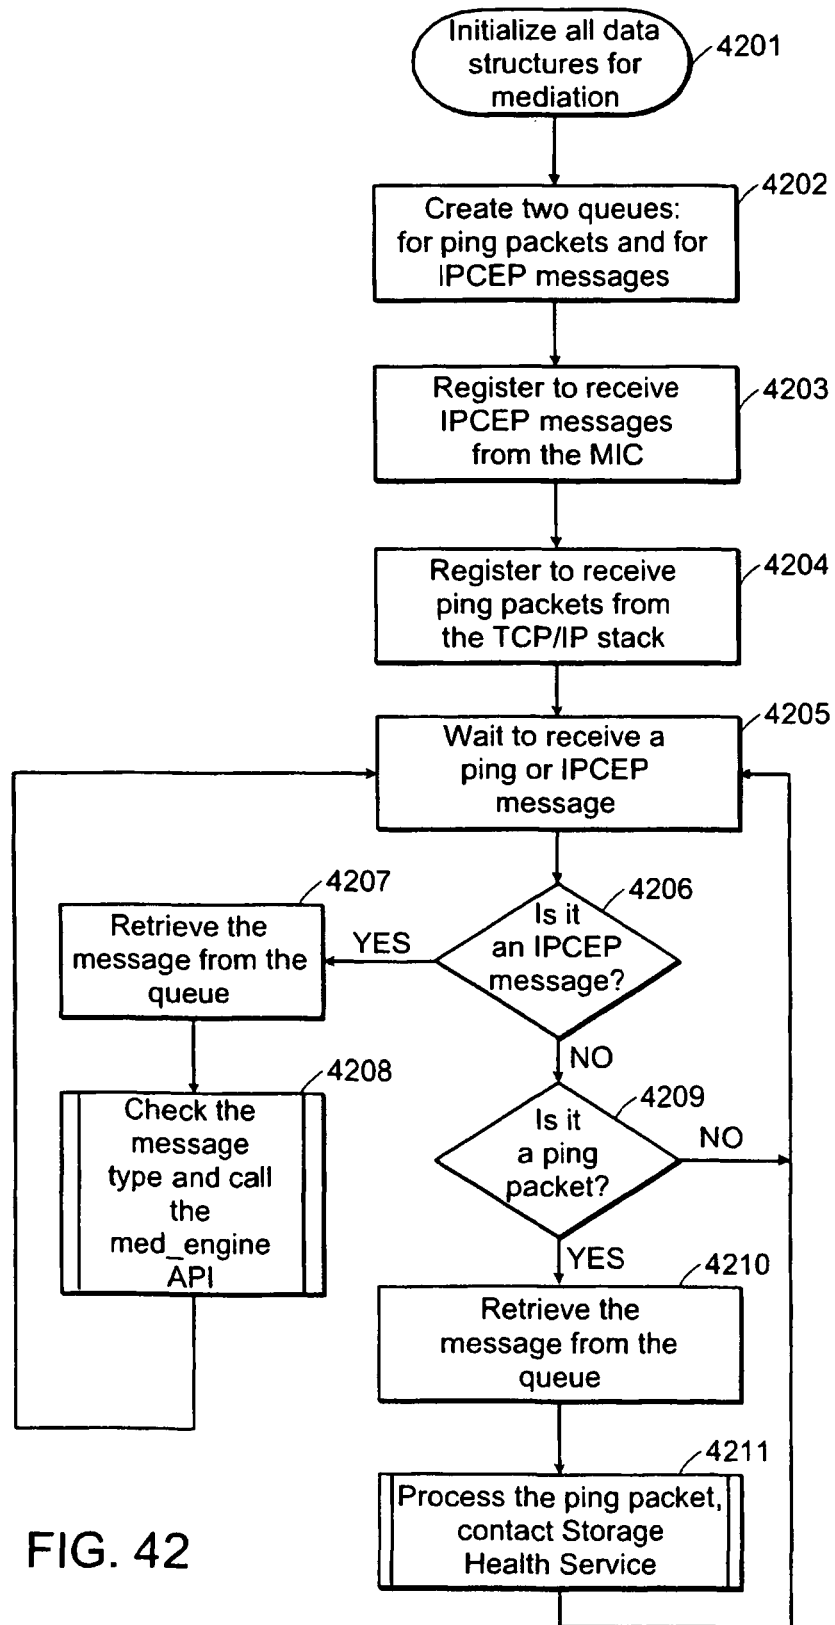 Initialize all data
structures for
mediation
4201
Create two queues:
for ping packets and for
IPCEP messages
4202
Register to receive
IPCEP messages
from the MIC
4203
Register to receive
ping packets from
the TCP/IP stack
4204
Wait to receive a
ping or IPCEP
message
4205
Is it
an IPCEP
message?
4206
YES
Retrieve the
message from the
queue
4207
Check the
message
type and call
the
med_engine
API
4208
NO
Is it
a ping
packet?
4209
NO
YES
Retrieve the
message from the
queue
4210
Process the ping packet,
contact Storage
Health Service
4211
FIG. 42